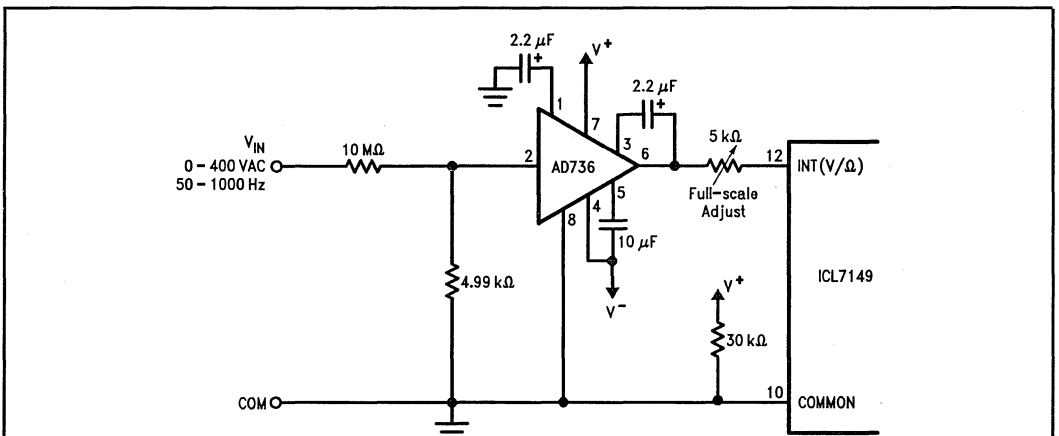 2.2 μF
+
1
V+
7
2.2 μF
+
3
6
VIN
0 – 400 VAC
50 – 1000 Hz
10 MΩ
2
AD736
5
4
8
5 kΩ
Full-scale
Adjust
12
INT(V/Ω)
10 μF
V-
4.99 kΩ
ICL7149
V+
30 kΩ
COM
10
COMMON